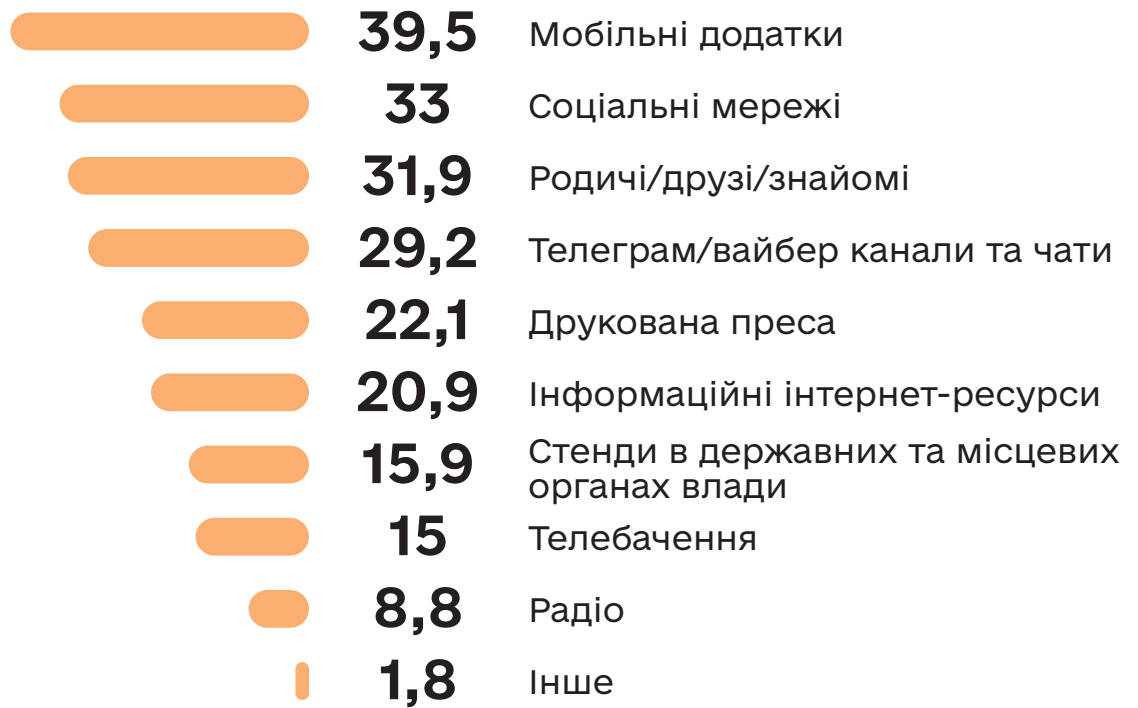 39,5 Мобільні додатки
33 Соціальні мережі
31,9 Родичі/друзі/знайомі
29,2 Телеграм/вайбер канали та чати
22,1 Друкована преса
20,9 Інформаційні інтернет-ресурси
15,9 Стенди в державних та місцевих
органах влади
15 Телебачення
8,8 Радіо
1,8 Інше